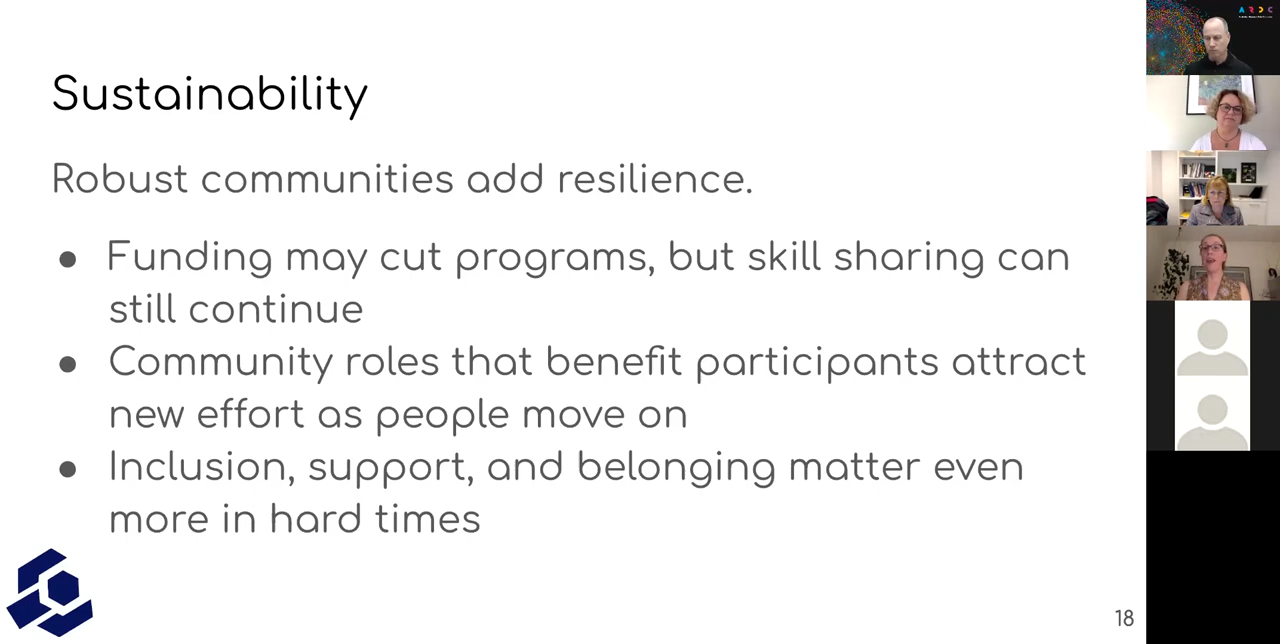 Sustainability
Robust communities add resilience.
● Funding may cut programs, but skill sharing can
still continue
● Community roles that benefit participants attract
new effort as people move on
● Inclusion, support, and belonging matter even
more in hard times
18
ARDC